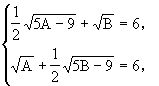 1/2 √(5A − 9) + √B = 6,
√A + 1/2 √(5B − 9) = 6,